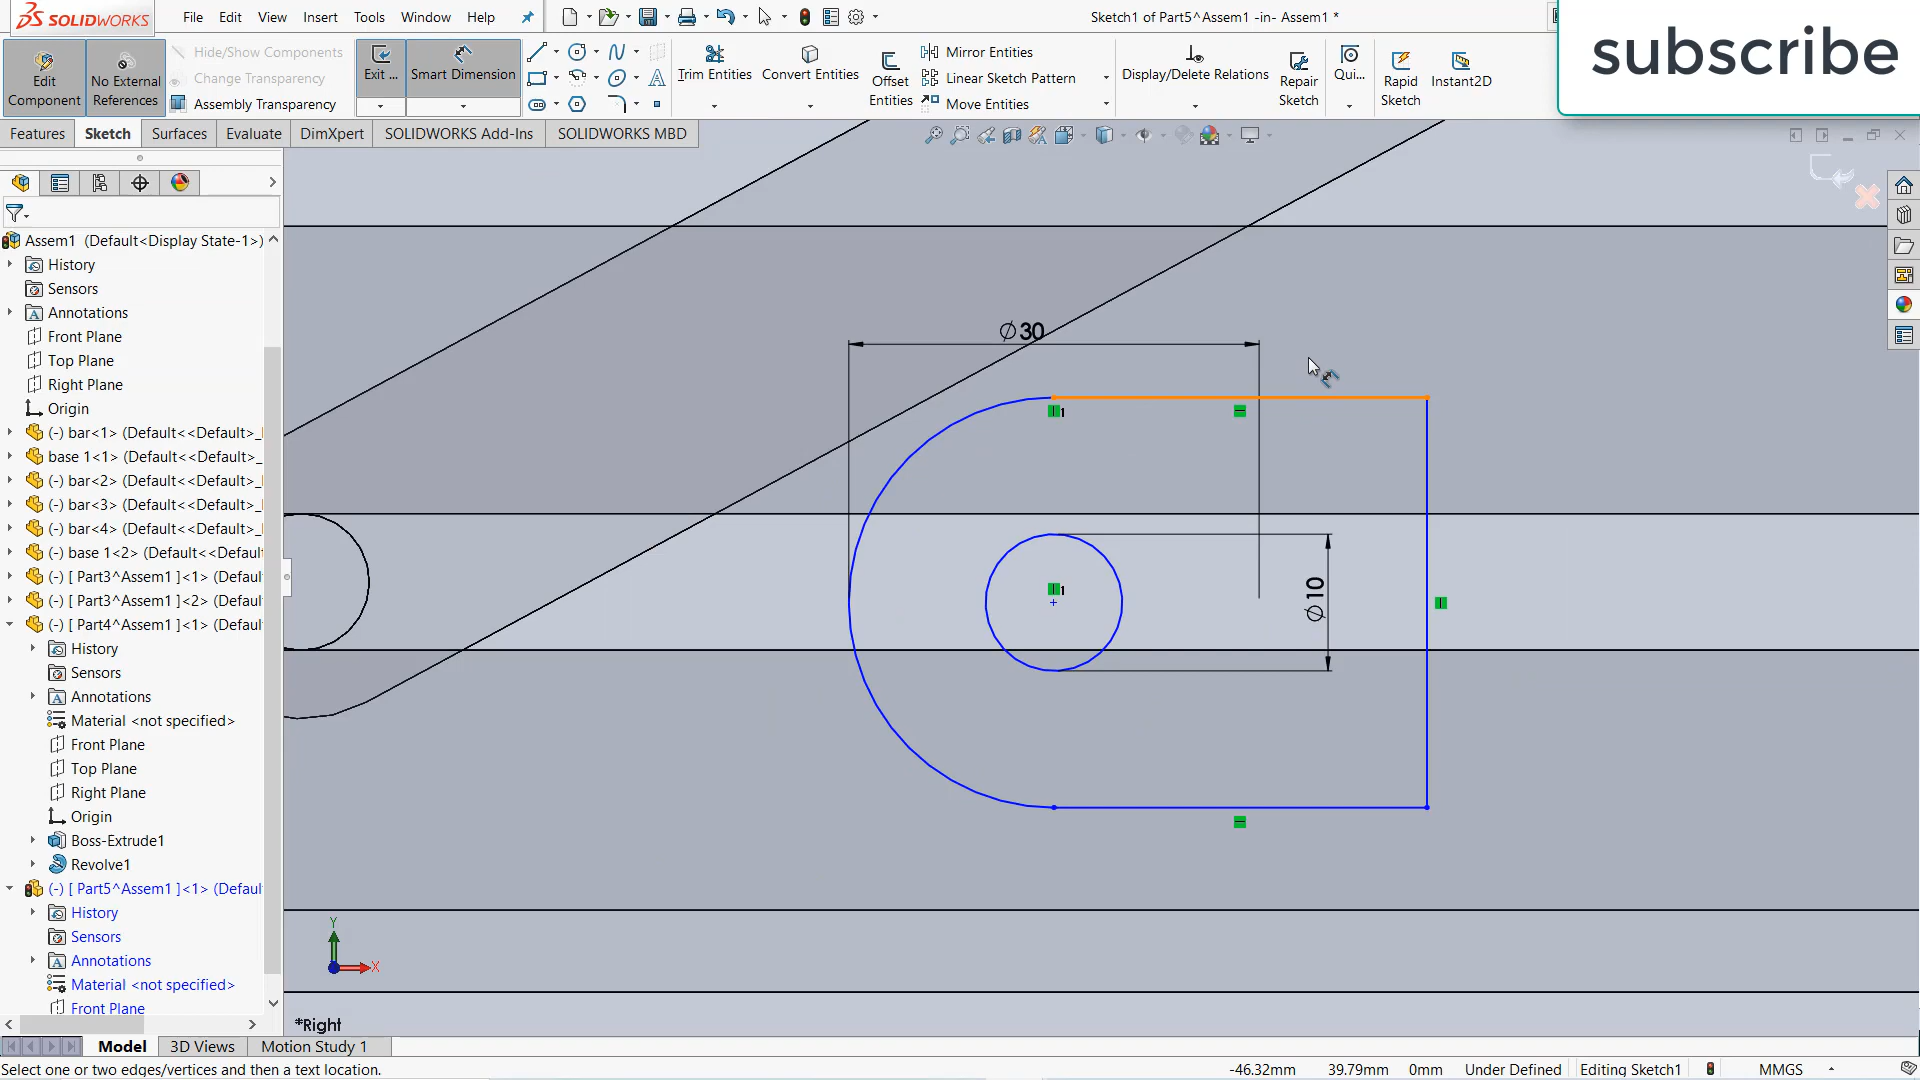 SOLIDWORKS
File Edit View Insert Tools Window Help
Sketch1 of Part5^Assem1 -in- Assem1 *
subscribe
Edit Component
No External References
Hide/Show Components
Change Transparency
Assembly Transparency
Exit ...
Smart Dimension
Trim Entities
Convert Entities
Offset Entities
Mirror Entities
Linear Sketch Pattern
Move Entities
Display/Delete Relations
Repair Sketch
Qui...
Rapid Sketch
Instant2D
Features Sketch Surfaces Evaluate DimXpert SOLIDWORKS Add-Ins SOLIDWORKS MBD
Assem1 (Default<Display State-1>)
History
Sensors
Annotations
Front Plane
Top Plane
Right Plane
Origin
(-) bar<1> (Default<<Default>_
base 1<1> (Default<<Default>_
(-) bar<2> (Default<<Default>_
(-) bar<3> (Default<<Default>_
(-) bar<4> (Default<<Default>_
(-) base 1<2> (Default<<Default
(-) [ Part3^Assem1 ]<1> (Defaul
(-) [ Part3^Assem1 ]<2> (Defaul
(-) [ Part4^Assem1 ]<1> (Defaul
History
Sensors
Annotations
Material <not specified>
Front Plane
Top Plane
Right Plane
Origin
Boss-Extrude1
Revolve1
(-) [ Part5^Assem1 ]<1> (Defaul
History
Sensors
Annotations
Material <not specified>
Front Plane
∅30
1
1
∅10
Y
X
*Right
Model 3D Views Motion Study 1
Select one or two edges/vertices and then a text location.
-46.32mm 39.79mm 0mm Under Defined Editing Sketch1 MMGS